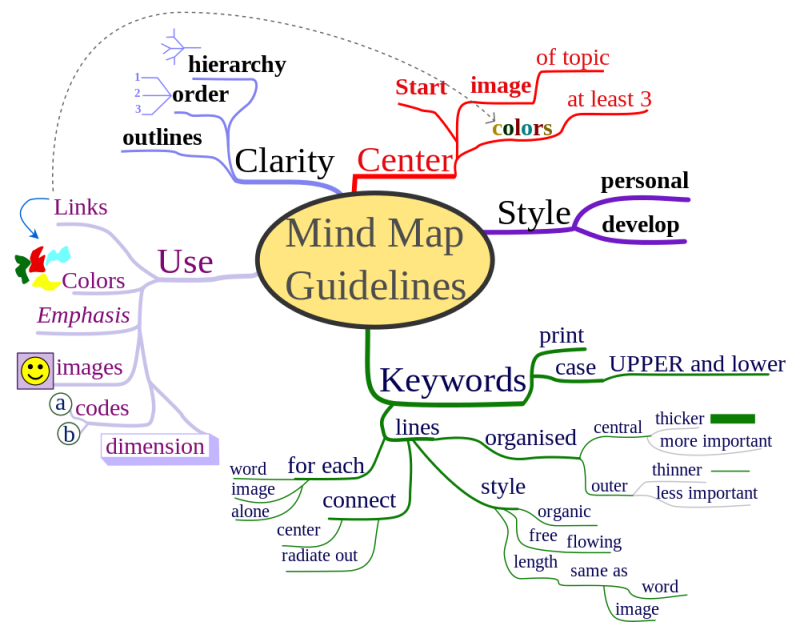 Mind Map
Guidelines
Clarity
hierarchy
order
1
2
3
outlines
Center
Start
image
of topic
colors
at least 3
Style
personal
develop
Use
Links
Colors
Emphasis
images
codes
a
b
dimension
Keywords
print
case
UPPER and lower
lines
organised
central
thicker
more important
outer
thinner
less important
style
organic
free flowing
length
same as
word
image
for each
word
image
alone
connect
center
radiate out